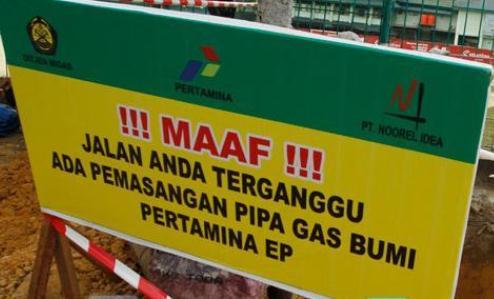 DITJEN MIGAS
PERTAMINA
PT. NOOREL IDEA
!!! MAAF !!!
JALAN ANDA TERGANGGU
ADA PEMASANGAN PIPA GAS BUMI
PERTAMINA EP